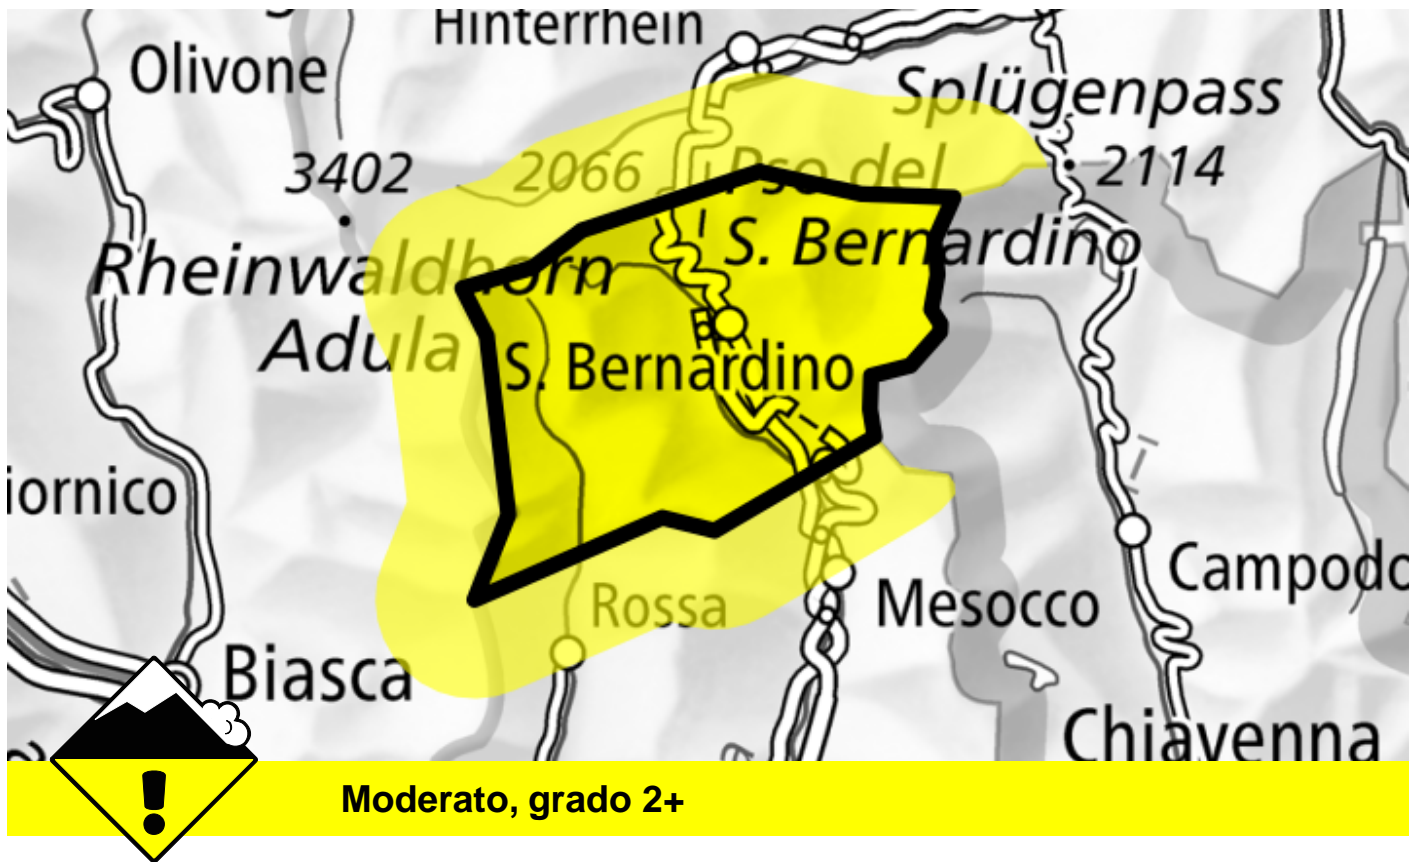 Hinterrhein
Olivone
Splügenpass
3402
2066
Pso del
2114
S. Bernardino
Rheinwaldhorn
Adula
S. Bernardino
iornico
Campodo
Rossa
Mesocco
Biasca
Chiavenna
Moderato, grado 2+